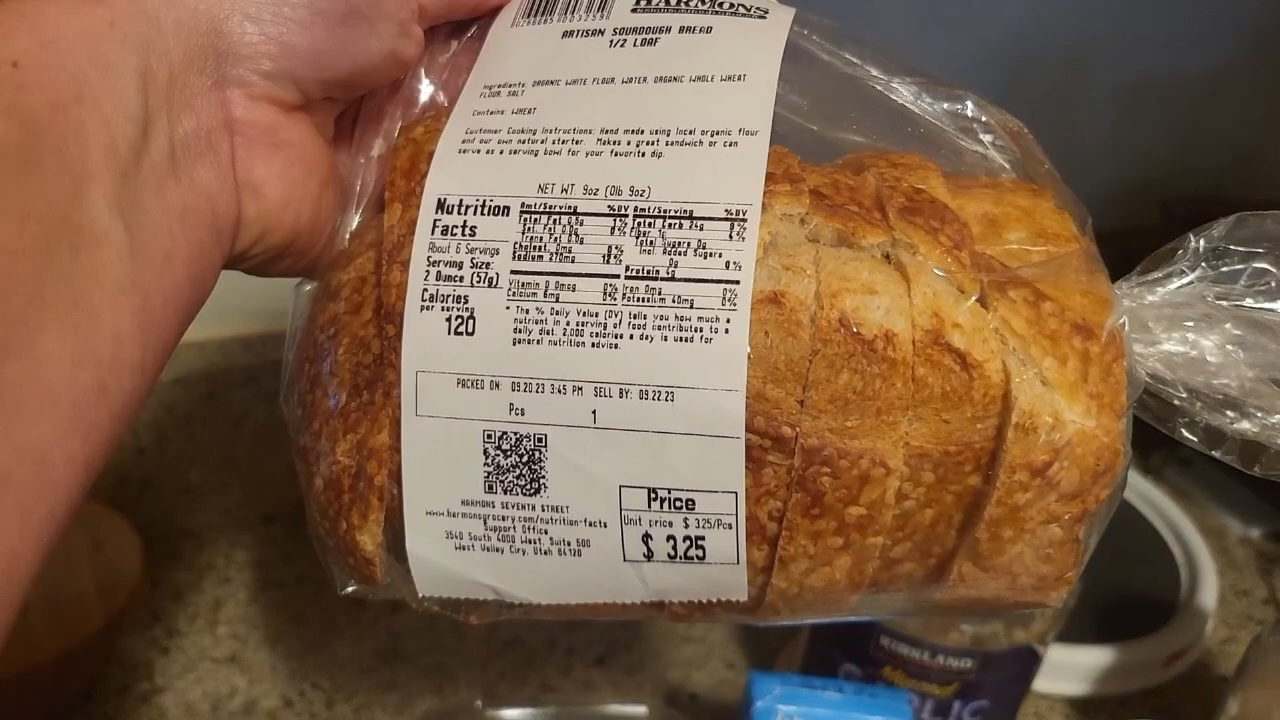 0266685 003259
HARMONS
NEIGHBORHOOD GROCER
ARTISAN SOURDOUGH BREAD
1/2 LOAF
Ingredients: ORGANIC WHITE FLOUR, WATER, ORGANIC WHOLE WHEAT
FLOUR, SALT
Contains: WHEAT
Customer Cooking Instructions: Hand made using local organic flour
and our own natural starter. Makes a great sandwich or can
serve as a serving bowl for your favorite dip.
NET WT. 9oz (0lb 9oz)
Nutrition
Facts
About 6 Servings
Serving Size:
2 Ounce (57g)
Calories
per serving
120
Amt/Serving %DV
Total Fat 0.5g 1%
Sat. Fat 0.0g 0%
Trans Fat 0.0g
Cholest. 0mg 0%
Sodium 270mg 12%
Amt/Serving %DV
Total Carb 24g 9%
Fiber 1g 4%
Total Sugars 0g
Incl. Added Sugars
0g 0%
Protein 4g
Vitamin D 0mcg 0%
Iron 0mg 0%
Calcium 6mg 0%
Potassium 40mg 0%
* The % Daily Value (DV) tells you how much a
nutrient in a serving of food contributes to a
daily diet. 2,000 calories a day is used for
general nutrition advice.
PACKED ON: 09.20.23 3:45 PM SELL BY: 09.22.23
Pcs 1
HARMONS SEVENTH STREET
www.harmonsgrocery.com/nutrition-facts
Support Office
3540 South 4000 West, Suite 500
West Valley Ciry, Utah 84120
Price
Unit price $ 3.25/Pcs
$ 3.25
KIRKLAND
LIC